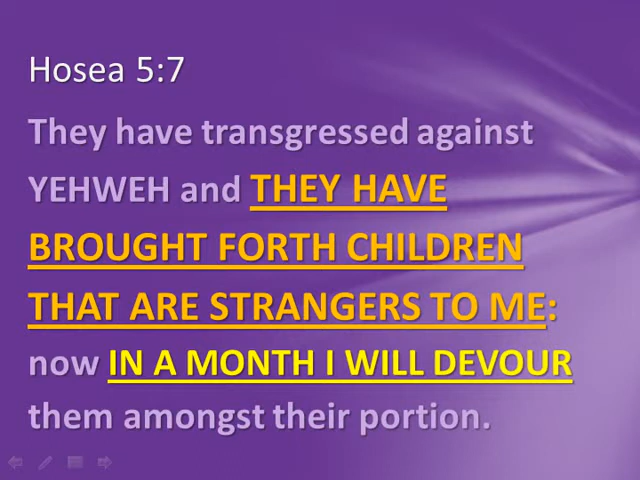 Hosea 5:7
They have transgressed against
YEHWEH and THEY HAVE
BROUGHT FORTH CHILDREN
THAT ARE STRANGERS TO ME:
now IN A MONTH I WILL DEVOUR
them amongst their portion.